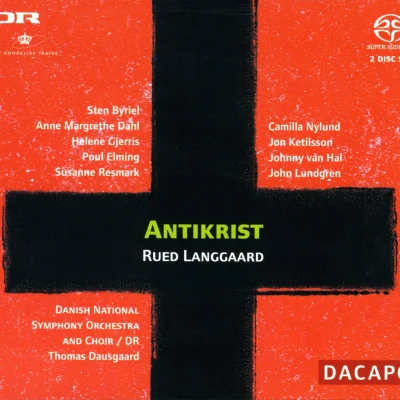 DR
DET KONGELIGE TEATER
SUPER AUDIO CD
2 DISC S
Sten Byriel
Anne Margrethe Dahl
Helene Gjerris
Poul Elming
Susanne Resmark
Camilla Nylund
Jon Ketilsson
Johnny van Hal
John Lundgren
ANTIKRIST
RUED LANGGAARD
DANISH NATIONAL
SYMPHONY ORCHESTRA
AND CHOIR / DR
THOMAS DAUSGAARD
DACAPO